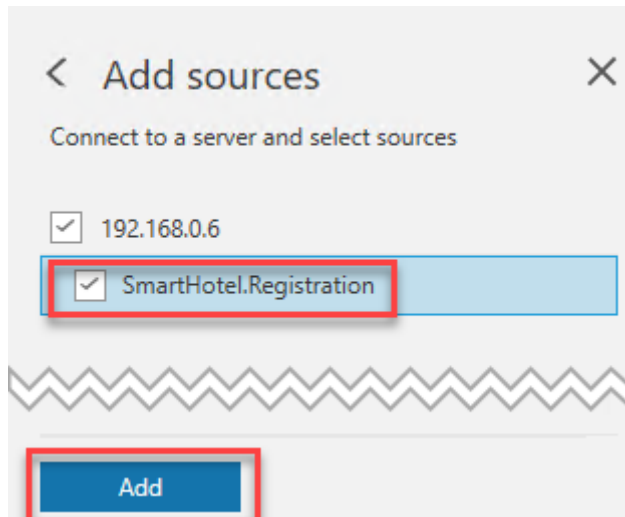 Add sources
Connect to a server and select sources
192.168.0.6
SmartHotel.Registration
Add